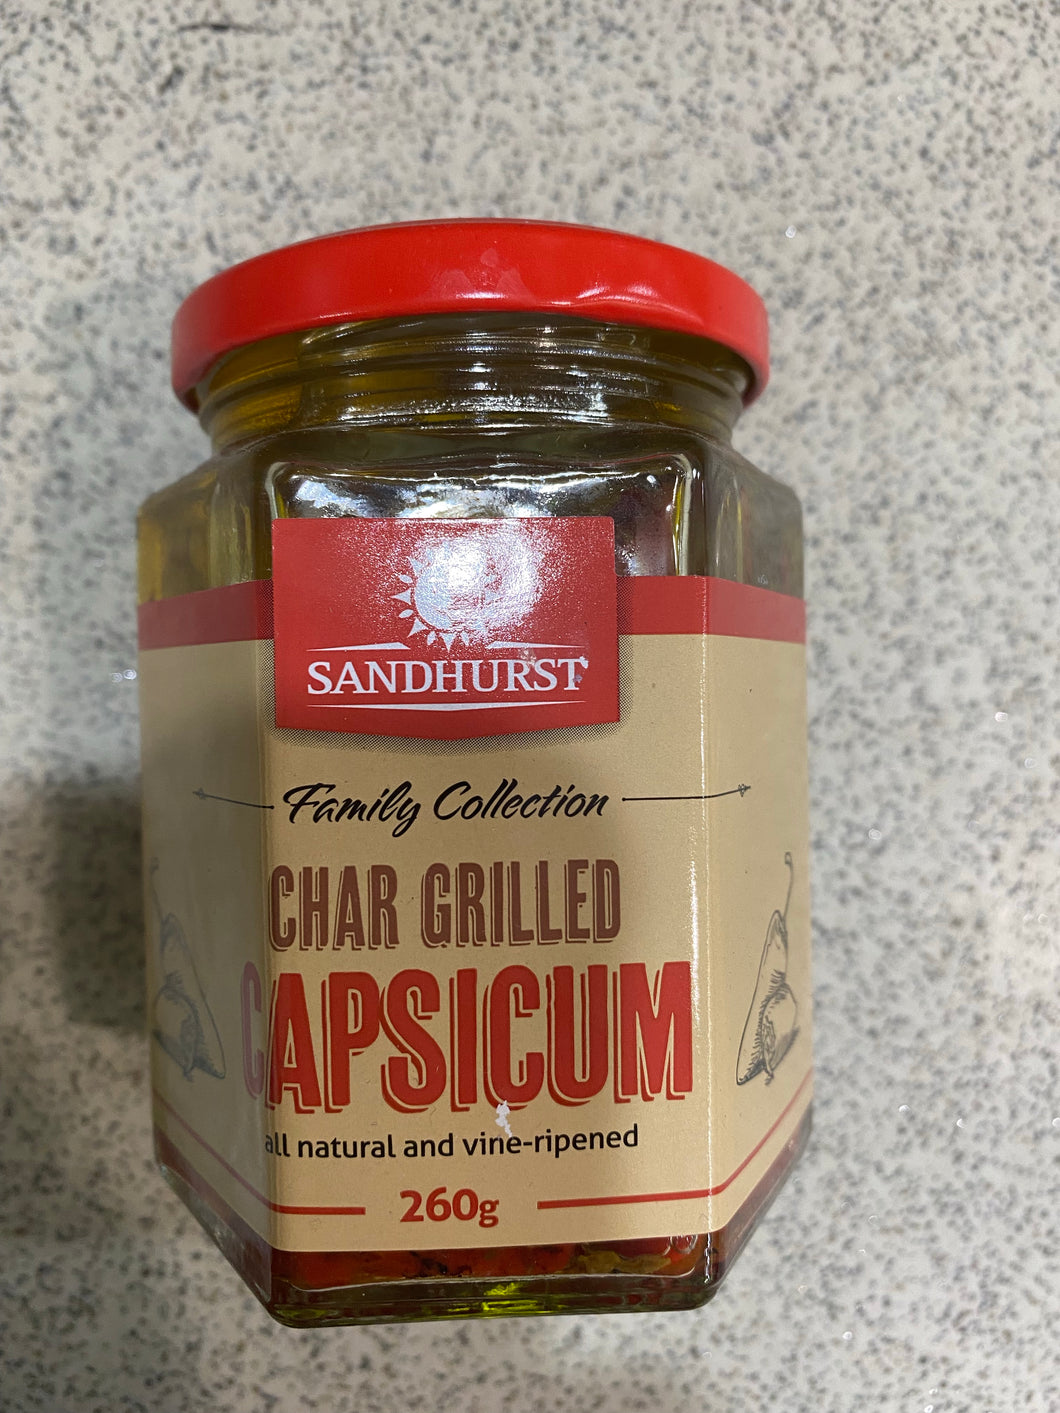 SANDHURST
Family Collection
CHAR GRILLED
CAPSICUM
all natural and vine-ripened
260g